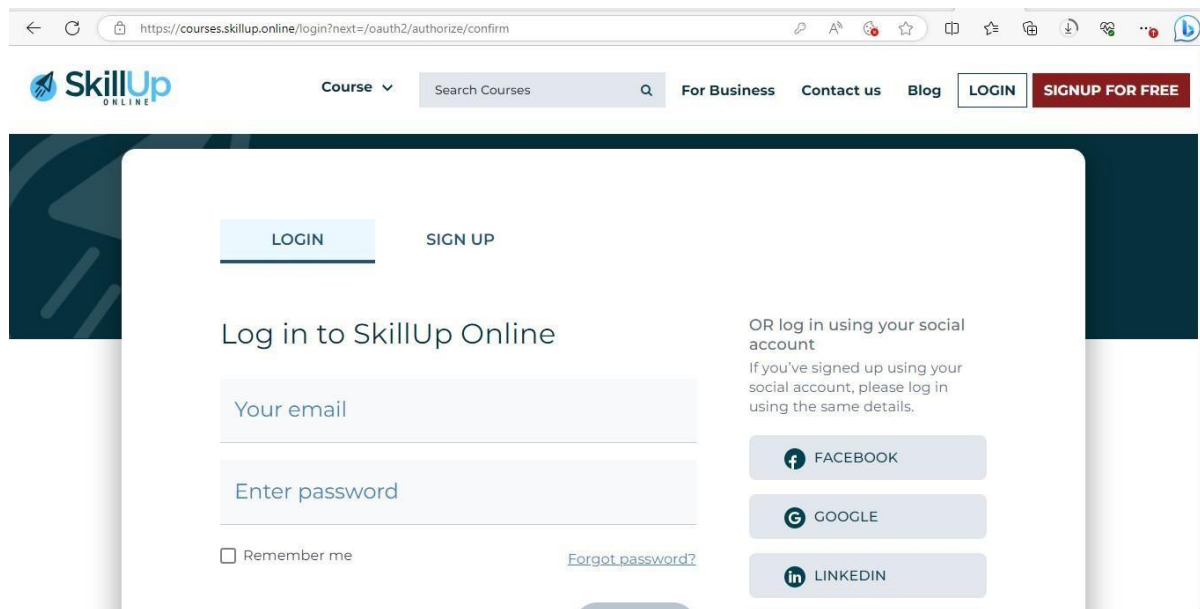 https://courses.skillup.online/login?next=/oauth2/authorize/confirm
SkillUp
ONLINE
Course
Search Courses
For Business
Contact us
Blog
LOGIN
SIGNUP FOR FREE
LOGIN
SIGN UP
Log in to SkillUp Online
Your email
Enter password
Remember me
Forgot password?
OR log in using your social
account
If you've signed up using your
social account, please log in
using the same details.
FACEBOOK
GOOGLE
LINKEDIN